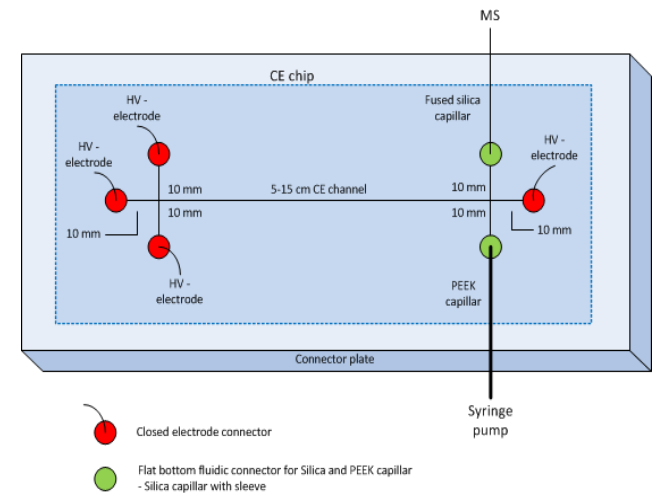 MS
CE chip
HV -
electrode
Fused silica
capillar
HV -
electrode
HV -
electrode
10 mm
5-15 cm CE channel
10 mm
10 mm
10 mm
10 mm
10 mm
HV -
electrode
PEEK
capillar
Connector plate
Syringe
pump
Closed electrode connector
Flat bottom fluidic connector for Silica and PEEK capillar
- Silica capillar with sleeve